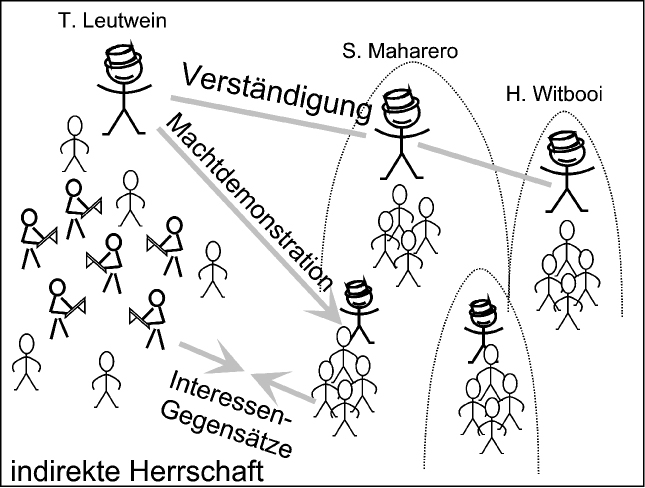 T. Leutwein
S. Maharero
H. Witbooi
Verständigung
Machtdemonstration
Interessen-
Gegensätze
indirekte Herrschaft